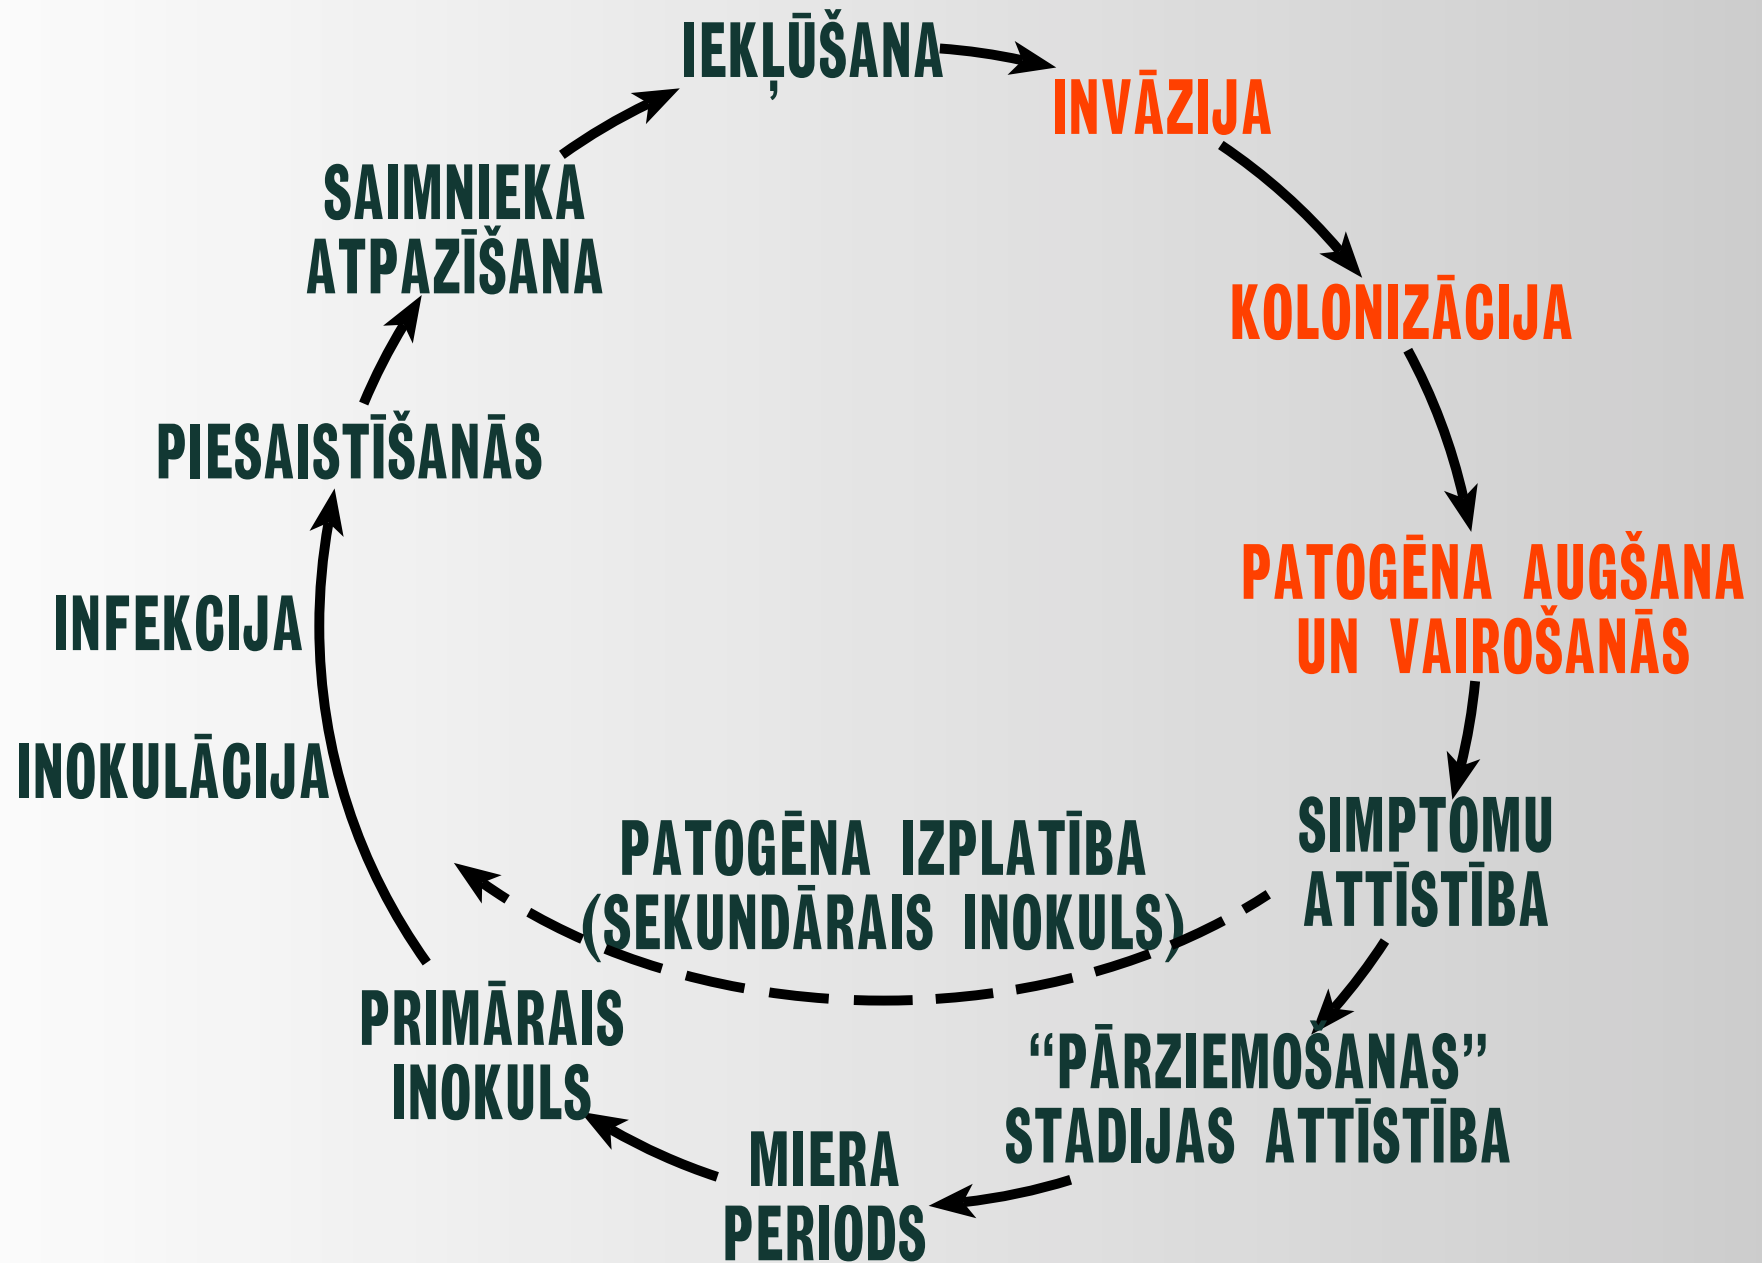 IEKĻŪŠANA
INVĀZIJA
SAIMNIEKA
ATPAZĪŠANA
KOLONIZĀCIJA
PIESAISTĪŠANĀS
PATOGĒNA AUGŠANA
UN VAIROŠANĀS
INFEKCIJA
INOKULĀCIJA
SIMPTOMU
ATTĪSTĪBA
PATOGĒNA IZPLATĪBA
(SEKUNDĀRAIS INOKULS)
PRIMĀRAIS
INOKULS
“PĀRZIEMOŠANAS”
STADIJAS ATTĪSTĪBA
MIERA
PERIODS